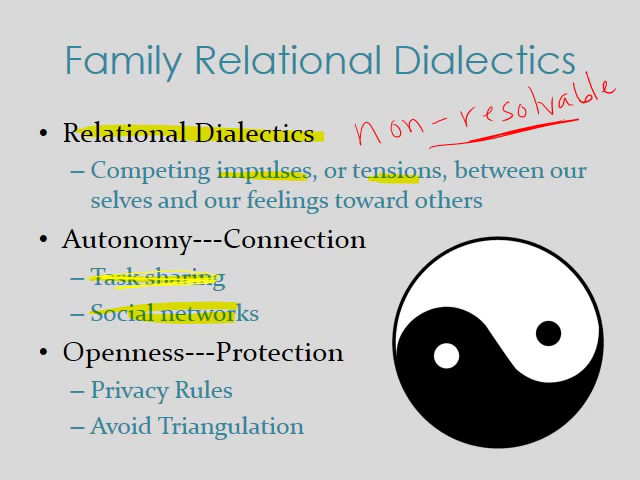 Family Relational Dialectics
• Relational Dialectics
non-resolvable
– Competing impulses, or tensions, between our
selves and our feelings toward others
• Autonomy---Connection
– Task sharing
– Social networks
• Openness---Protection
– Privacy Rules
– Avoid Triangulation